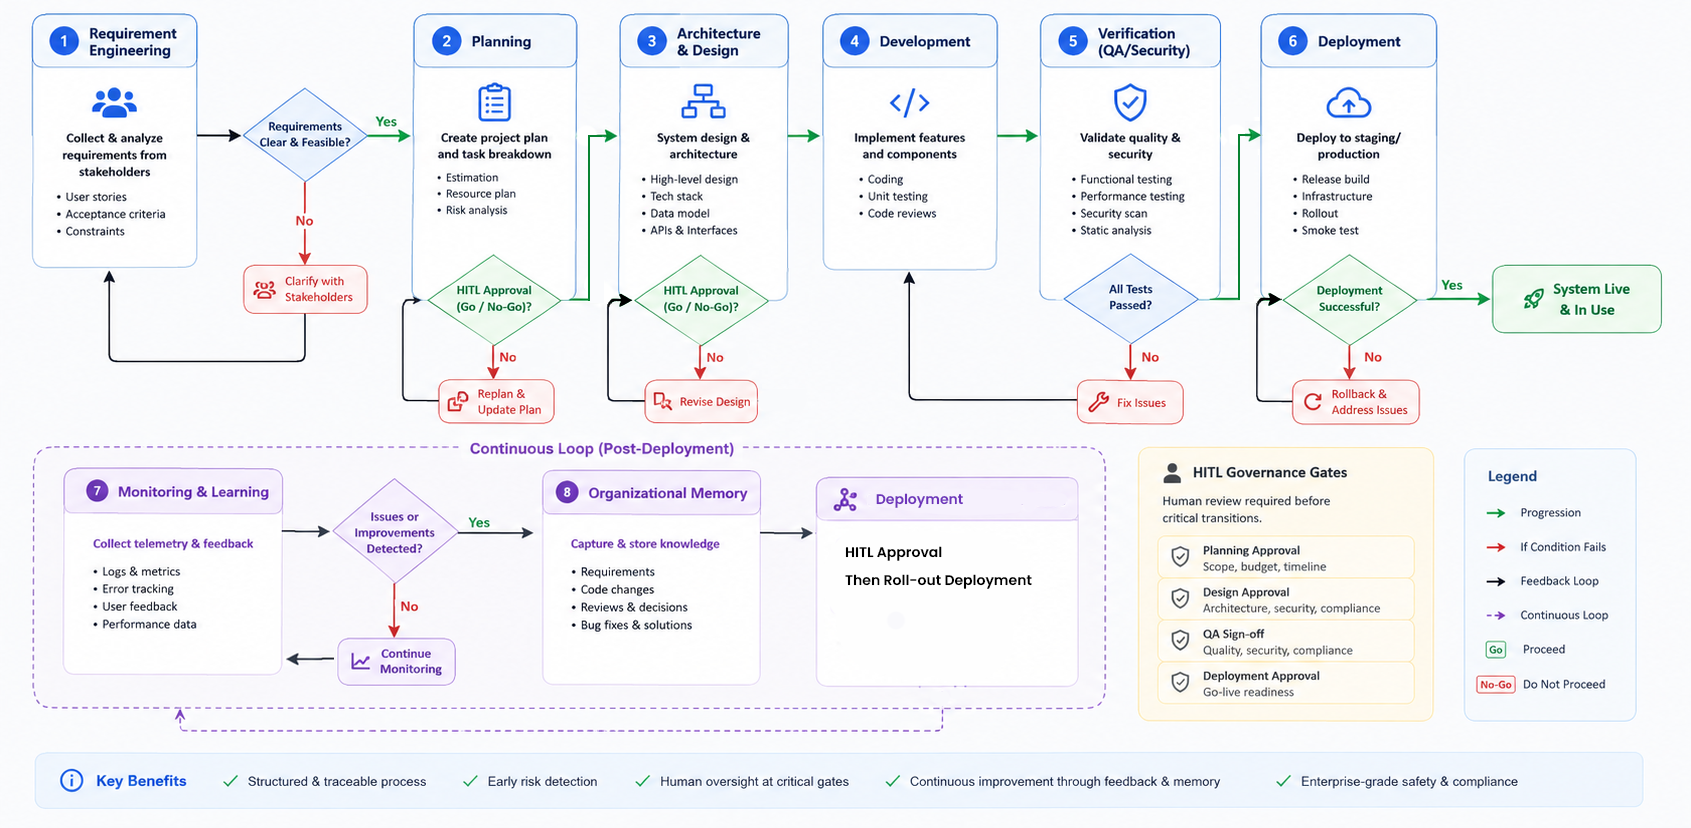 1 Requirement
Engineering
Collect & analyze
requirements from
stakeholders
• User stories
• Acceptance criteria
• Constraints
Requirements
Clear & Feasible?
Yes
No
Clarify with
Stakeholders
2 Planning
Create project plan
and task breakdown
• Estimation
• Resource plan
• Risk analysis
HITL Approval
(Go / No-Go)?
No
Replan &
Update Plan
3 Architecture
& Design
System design &
architecture
• High-level design
• Tech stack
• Data model
• APIs & Interfaces
HITL Approval
(Go / No-Go)?
No
Revise Design
4 Development
Implement features
and components
• Coding
• Unit testing
• Code reviews
5 Verification
(QA/Security)
Validate quality &
security
• Functional testing
• Performance testing
• Security scan
• Static analysis
All Tests
Passed?
No
Fix Issues
6 Deployment
Deploy to staging/
production
• Release build
• Infrastructure
• Rollout
• Smoke test
Deployment
Successful?
Yes
No
Rollback &
Address Issues
System Live
& In Use
Continuous Loop (Post-Deployment)
7 Monitoring & Learning
Collect telemetry & feedback
• Logs & metrics
• Error tracking
• User feedback
• Performance data
Issues or
Improvements
Detected?
Yes
No
Continue
Monitoring
8 Organizational Memory
Capture & store knowledge
• Requirements
• Code changes
• Reviews & decisions
• Bug fixes & solutions
Deployment
HITL Approval
Then Roll-out Deployment
HITL Governance Gates
Human review required before
critical transitions.
Planning Approval
Scope, budget, timeline
Design Approval
Architecture, security, compliance
QA Sign-off
Quality, security, compliance
Deployment Approval
Go-live readiness
Legend
Progression
If Condition Fails
Feedback Loop
Continuous Loop
Go Proceed
No-Go Do Not Proceed
Key Benefits
Structured & traceable process
Early risk detection
Human oversight at critical gates
Continuous improvement through feedback & memory
Enterprise-grade safety & compliance